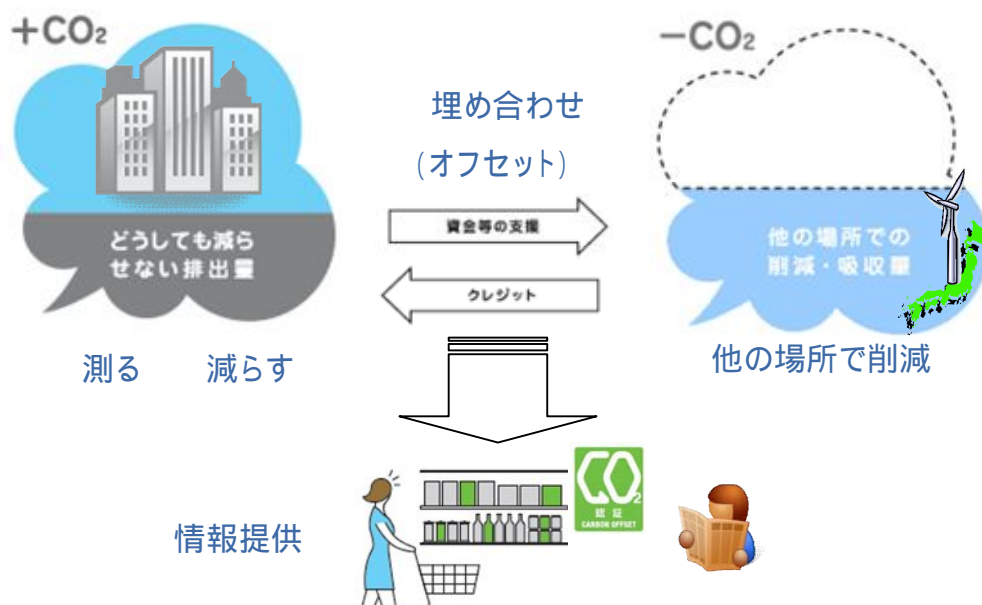 +CO₂
-CO₂
埋め合わせ
(オフセット)
どうしても減ら
せない排出量
資金等の支援
クレジット
他の場所での
削減・吸収量
測る 減らす
他の場所で削減
情報提供
CO₂
認証
CARBON OFFSET